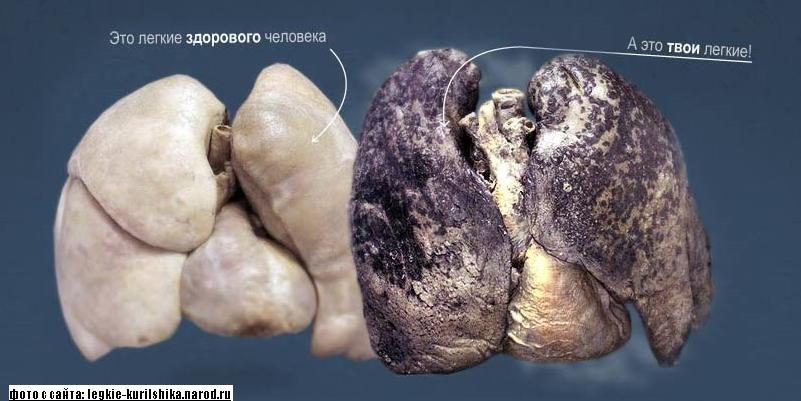 Это легкие здорового человека
А это твои легкие!
фото с сайта: legkie-kurilshika.narod.ru